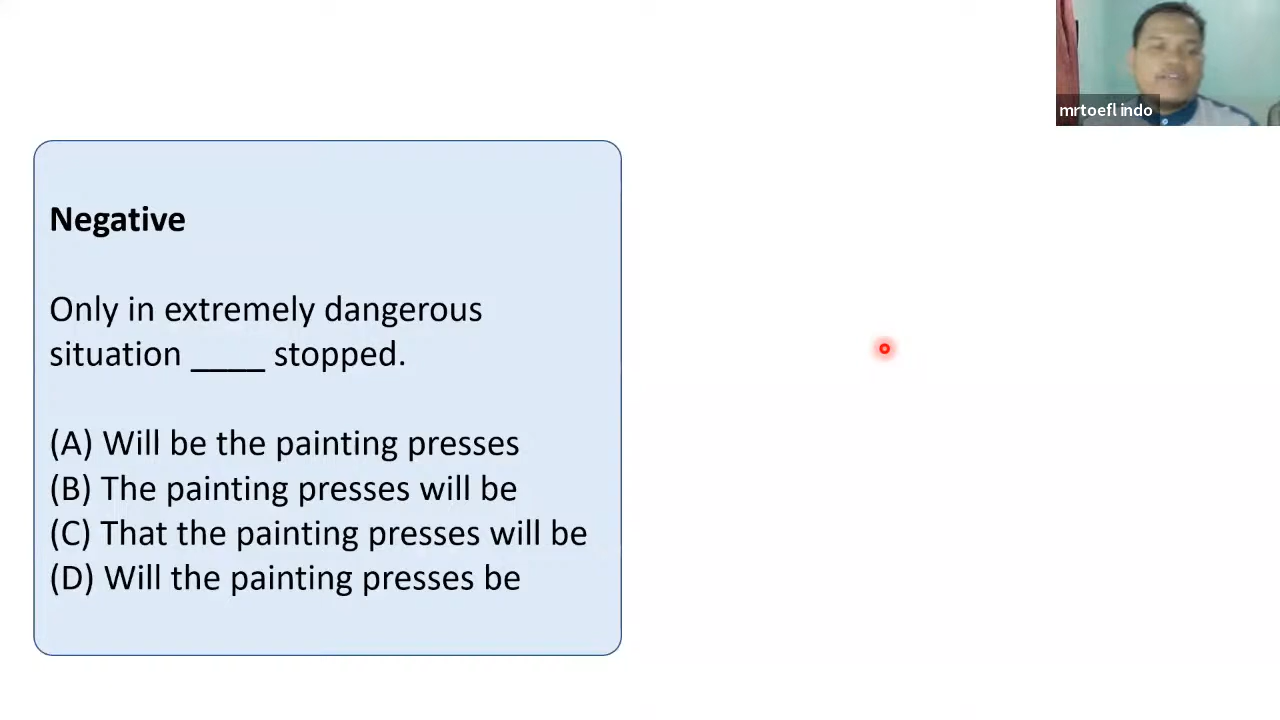 mrtoefl indo
Negative
Only in extremely dangerous
situation ____ stopped.
(A) Will be the painting presses
(B) The painting presses will be
(C) That the painting presses will be
(D) Will the painting presses be